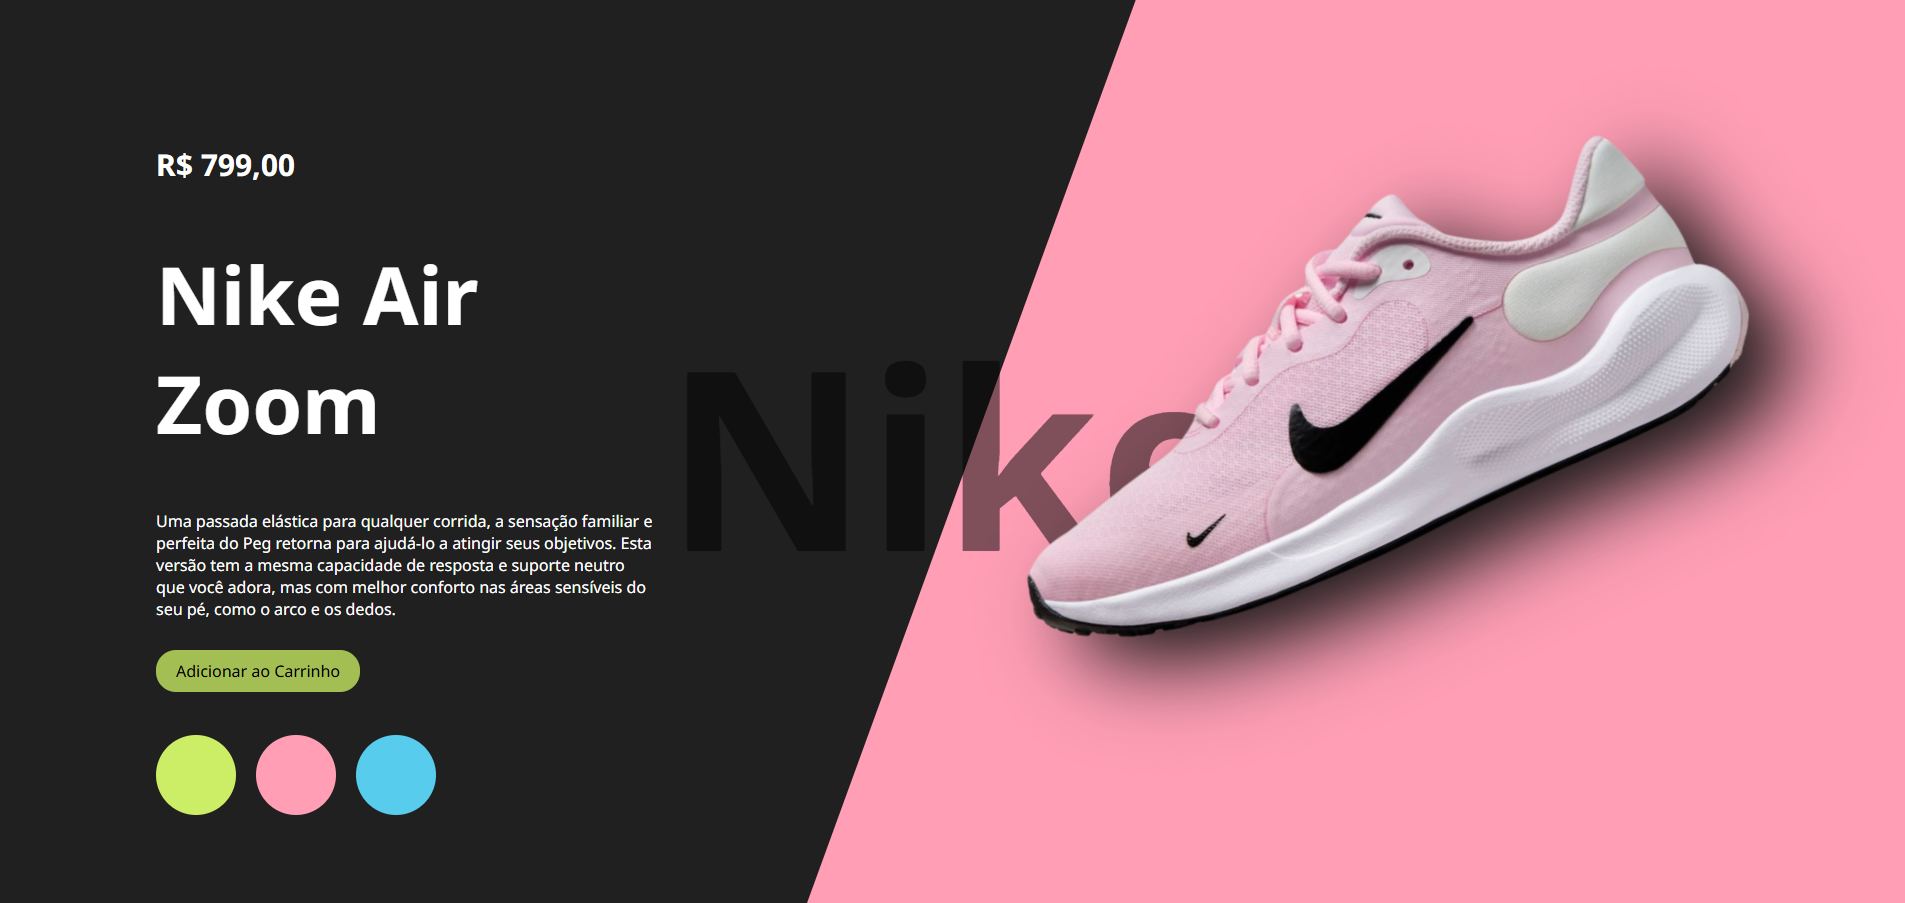 R$ 799,00
Nike Air
Zoom
Nike
Uma passada elástica para qualquer corrida, a sensação familiar e
perfeita do Peg retorna para ajudá-lo a atingir seus objetivos. Esta
versão tem a mesma capacidade de resposta e suporte neutro
que você adora, mas com melhor conforto nas áreas sensíveis do
seu pé, como o arco e os dedos.
Adicionar ao Carrinho